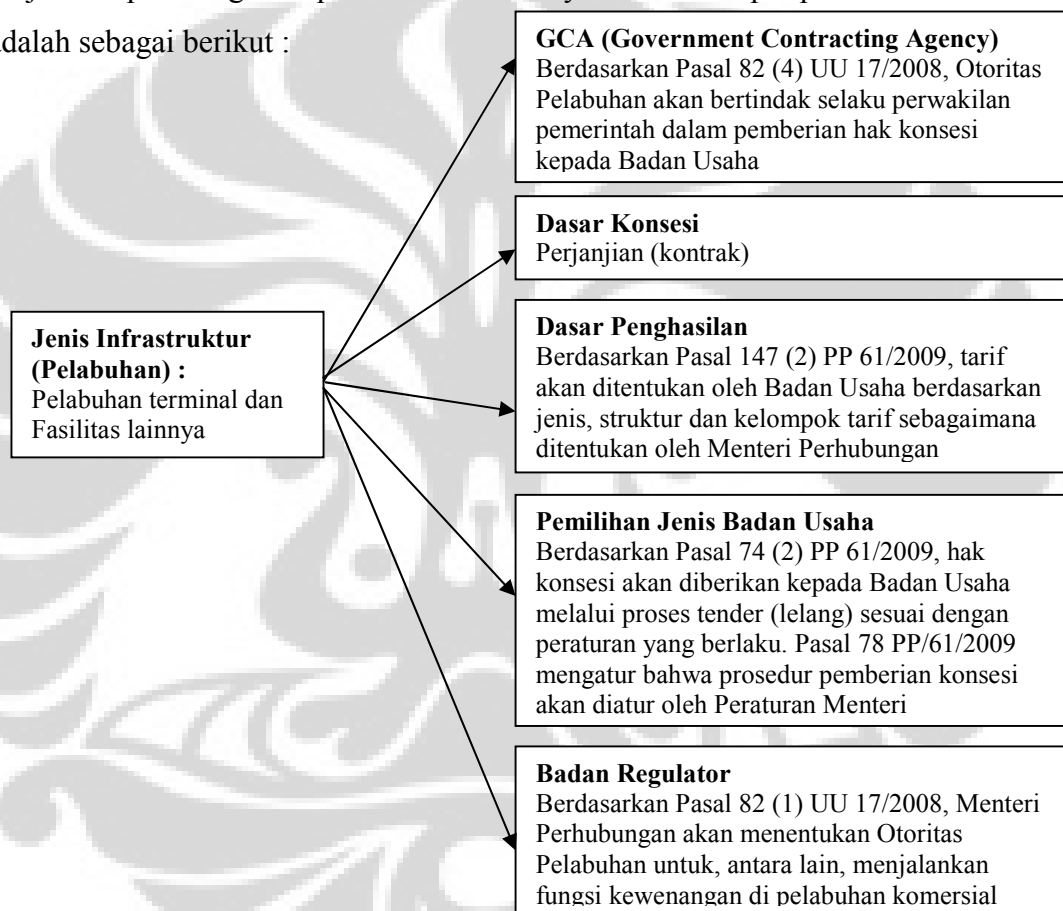 adalah sebagai berikut :
GCA (Government Contracting Agency)
Berdasarkan Pasal 82 (4) UU 17/2008, Otoritas
Pelabuhan akan bertindak selaku perwakilan
pemerintah dalam pemberian hak konsesi
kepada Badan Usaha
Dasar Konsesi
Perjanjian (kontrak)
Jenis Infrastruktur
(Pelabuhan) :
Pelabuhan terminal dan
Fasilitas lainnya
Dasar Penghasilan
Berdasarkan Pasal 147 (2) PP 61/2009, tarif
akan ditentukan oleh Badan Usaha berdasarkan
jenis, struktur dan kelompok tarif sebagaimana
ditentukan oleh Menteri Perhubungan
Pemilihan Jenis Badan Usaha
Berdasarkan Pasal 74 (2) PP 61/2009, hak
konsesi akan diberikan kepada Badan Usaha
melalui proses tender (lelang) sesuai dengan
peraturan yang berlaku. Pasal 78 PP/61/2009
mengatur bahwa prosedur pemberian konsesi
akan diatur oleh Peraturan Menteri
Badan Regulator
Berdasarkan Pasal 82 (1) UU 17/2008, Menteri
Perhubungan akan menentukan Otoritas
Pelabuhan untuk, antara lain, menjalankan
fungsi kewenangan di pelabuhan komersial